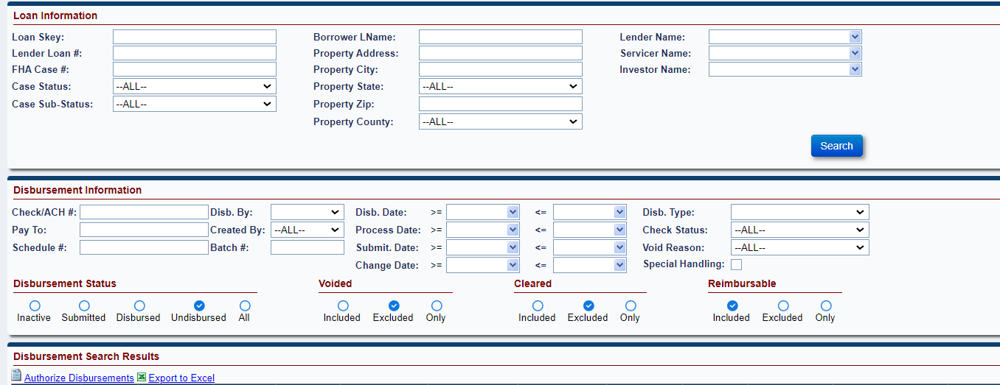 Loan Information
Loan Skey: Borrower LName: Lender Name:
Lender Loan #: Property Address: Servicer Name:
FHA Case #: Property City: Investor Name:
Case Status: --ALL-- Property State: --ALL--
Case Sub-Status: --ALL-- Property Zip:
Property County: --ALL--
Search
Disbursement Information
Check/ACH #: Disb. By: Disb. Date: >= <= Disb. Type:
Pay To: Created By: --ALL-- Process Date: >= <= Check Status: --ALL--
Schedule #: Batch #: Submit. Date: >= <= Void Reason: --ALL--
Change Date: >= <= Special Handling:
Disbursement Status Voided Cleared Reimbursable
Inactive Submitted Disbursed Undisbursed All Included Excluded Only Included Excluded Only Included Excluded Only
Disbursement Search Results
Authorize Disbursements Export to Excel